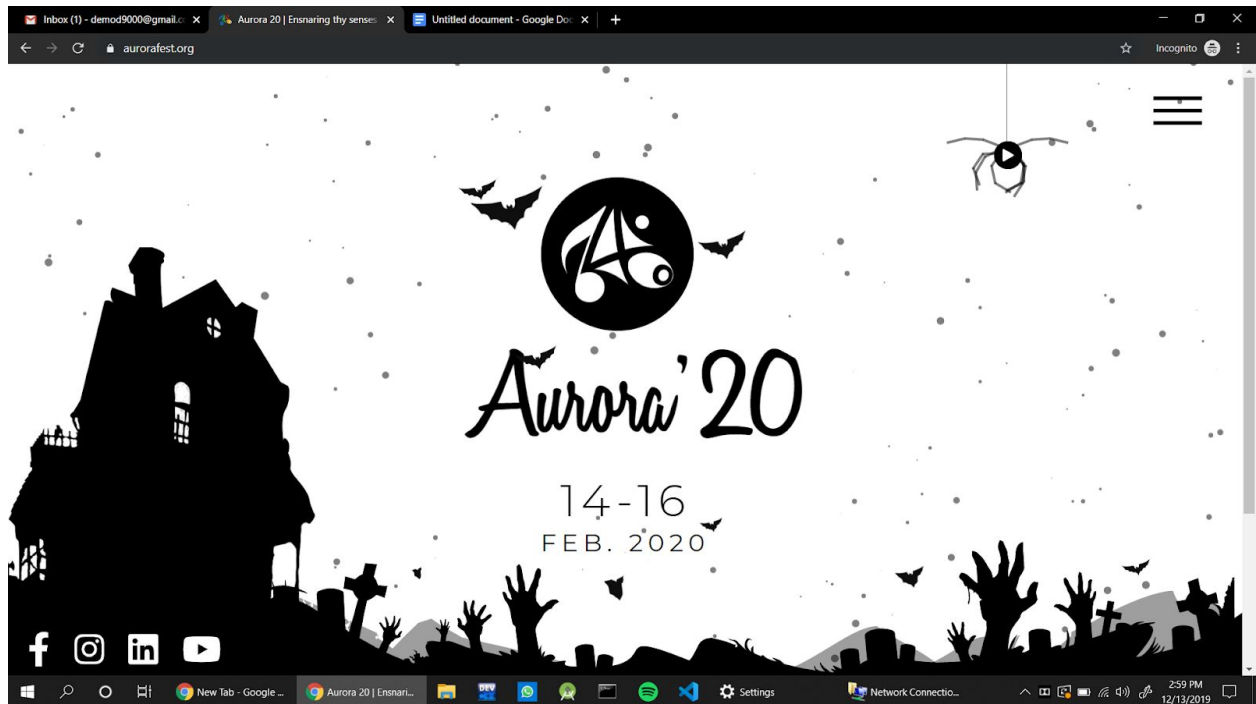 Inbox (1) - demod9000@gmail.c
Aurora 20 | Ensnaring thy senses
Untitled document - Google Doc
aurorafest.org
Incognito
Aurora '20
14-16
FEB. 2020
New Tab - Google ...
Aurora 20 | Ensnari...
DEV
Settings
Network Connectio...
2:59 PM
12/13/2019